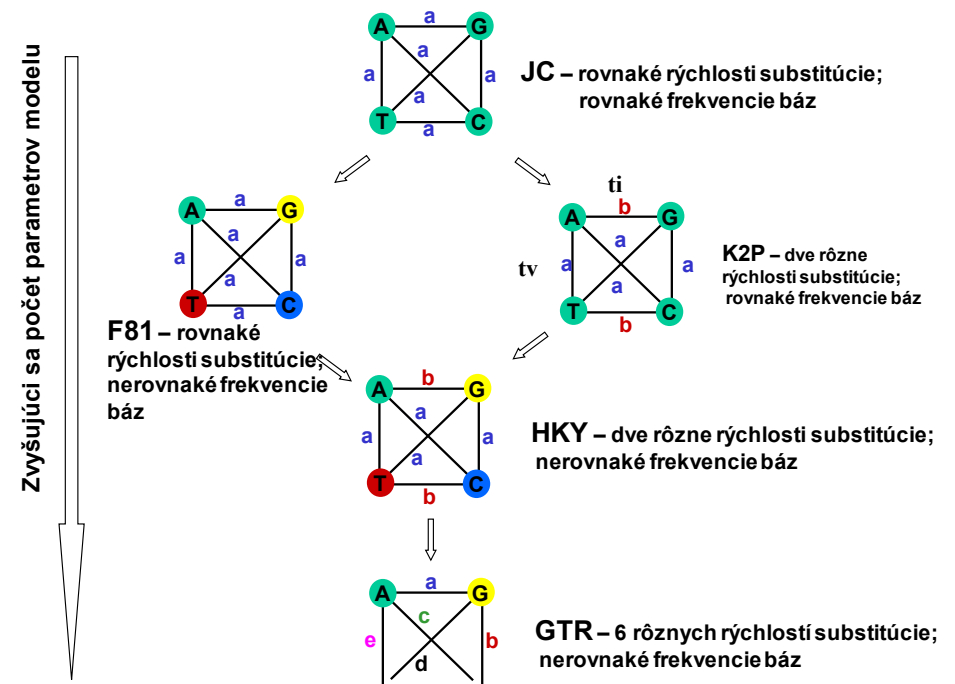 Zvyšujúci sa počet parametrov modelu
A a G
a a a
a
T a C
JC – rovnaké rýchlosti substitúcie;
rovnaké frekvencie báz
A a G
a a a
a
T a C
F81 – rovnaké
rýchlosti substitúcie;
nerovnaké frekvencie
báz
ti
A b G
tv a a a
a
T b C
K2P – dve rôzne
rýchlosti substitúcie;
rovnaké frekvencie báz
A b G
a a a
a
T b C
HKY – dve rôzne rýchlosti substitúcie;
nerovnaké frekvencie báz
A a G
c
e d b
GTR – 6 rôznych rýchlostí substitúcie;
nerovnaké frekvencie báz